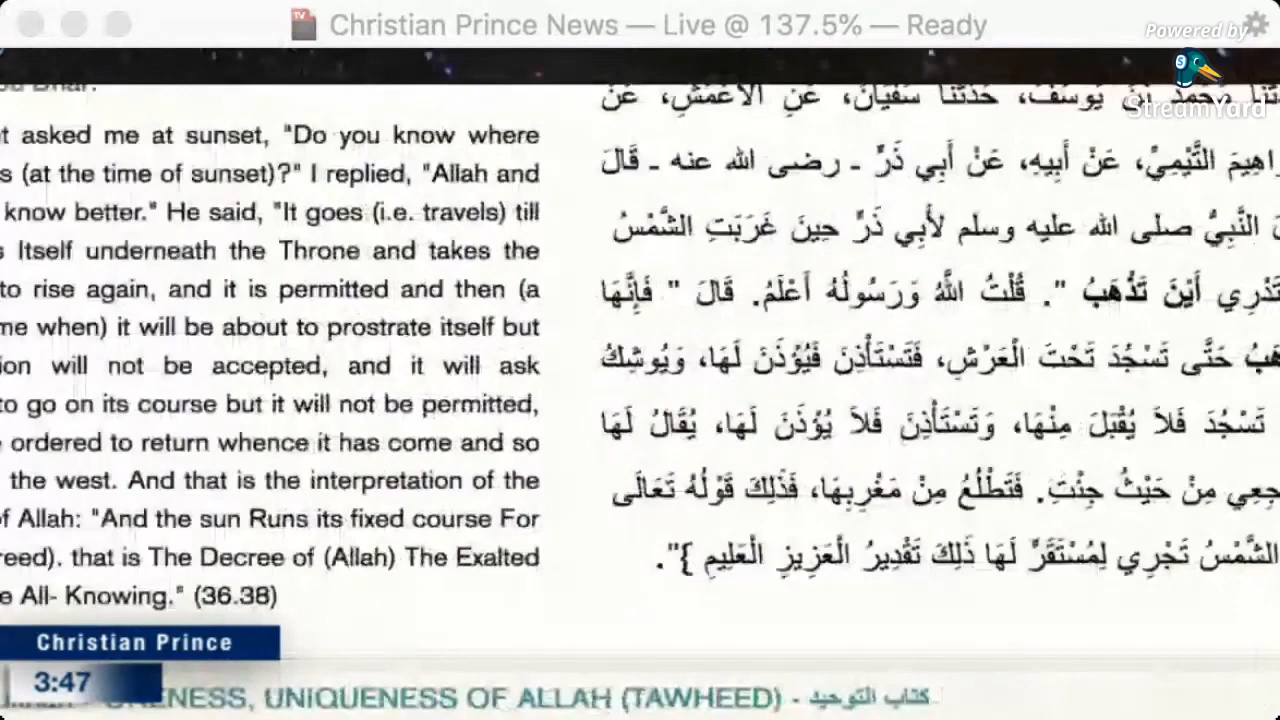 Christian Prince News — Live @ 137.5% — Ready
Powered by
StreamYard
t asked me at sunset, "Do you know where
s (at the time of sunset)?" I replied, "Allah and
know better." He said, "It goes (i.e. travels) till
s Itself underneath the Throne and takes the
to rise again, and it is permitted and then (a
me when) it will be about to prostrate itself but
ion will not be accepted, and it will ask
to go on its course but it will not be permitted,
ordered to return whence it has come and so
the west. And that is the interpretation of the
of Allah: "And the sun Runs its fixed course For
reed). that is The Decree of (Allah) The Exalted
e All- Knowing." (36.38)
مُحَمَّدُ بْنُ يُوسُفَ، حَدَّثَنَا سُفْيَانُ، عَنِ الأَعْمَشِ، عَنْ
رَاهِيمَ التَّيْمِيِّ، عَنْ أَبِيهِ، عَنْ أَبِي ذَرٍّ ـ رضى الله عنه ـ قَالَ
النَّبِيُّ صلى الله عليه وسلم لأَبِي ذَرٍّ حِينَ غَرَبَتِ الشَّمْسُ
تَدْرِي أَيْنَ تَذْهَبُ ‏"‏‏.‏ قُلْتُ اللَّهُ وَرَسُولُهُ أَعْلَمُ‏.‏ قَالَ ‏"‏ فَإِنَّهَا
هَبُ حَتَّى تَسْجُدَ تَحْتَ الْعَرْشِ، فَتَسْتَأْذِنَ فَيُؤْذَنَ لَهَا، وَيُوشِكُ
تَسْجُدَ فَلاَ يُقْبَلَ مِنْهَا، وَتَسْتَأْذِنَ فَلاَ يُؤْذَنَ لَهَا، يُقَالُ لَهَا
جِعِي مِنْ حَيْثُ جِئْتِ‏.‏ فَتَطْلُعُ مِنْ مَغْرِبِهَا، فَذَلِكَ قَوْلُهُ تَعَالَى
الشَّمْسُ تَجْرِي لِمُسْتَقَرٍّ لَهَا ذَلِكَ تَقْدِيرُ الْعَزِيزِ الْعَلِيمِ ‏}‏‏"‏‏.‏
Christian Prince
3:47
ONENESS, UNIQUENESS OF ALLAH (TAWHEED) - كتاب التوحيد